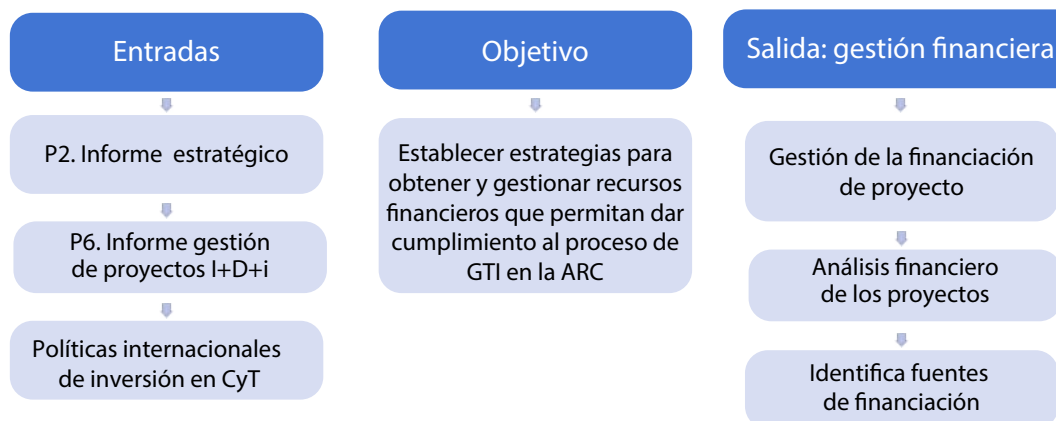 Entradas
P2. Informe estratégico
P6. Informe gestión
de proyectos I+D+i
Políticas internacionales
de inversión en CyT
Objetivo
Establecer estrategias para
obtener y gestionar recursos
financieros que permitan dar
cumplimiento al proceso de
GTI en la ARC
Salida: gestión financiera
Gestión de la financiación
de proyecto
Análisis financiero
de los proyectos
Identifica fuentes
de financiación